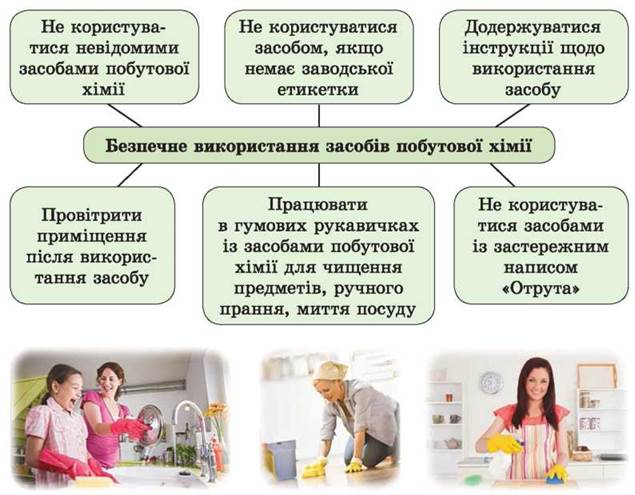 Не користува-
тися невідомими
засобами побутової
хімії
Не користуватися
засобом, якщо
немає заводської
етикетки
Додержуватися
інструкції щодо
використання
засобу
Безпечне використання засобів побутової хімії
Провітрити
приміщення
після викорис-
тання засобу
Працювати
в гумових рукавичках
із засобами побутової
хімії для чищення
предметів, ручного
прання, миття посуду
Не користува-
тися засобами
із застережним
написом
«Отрута»